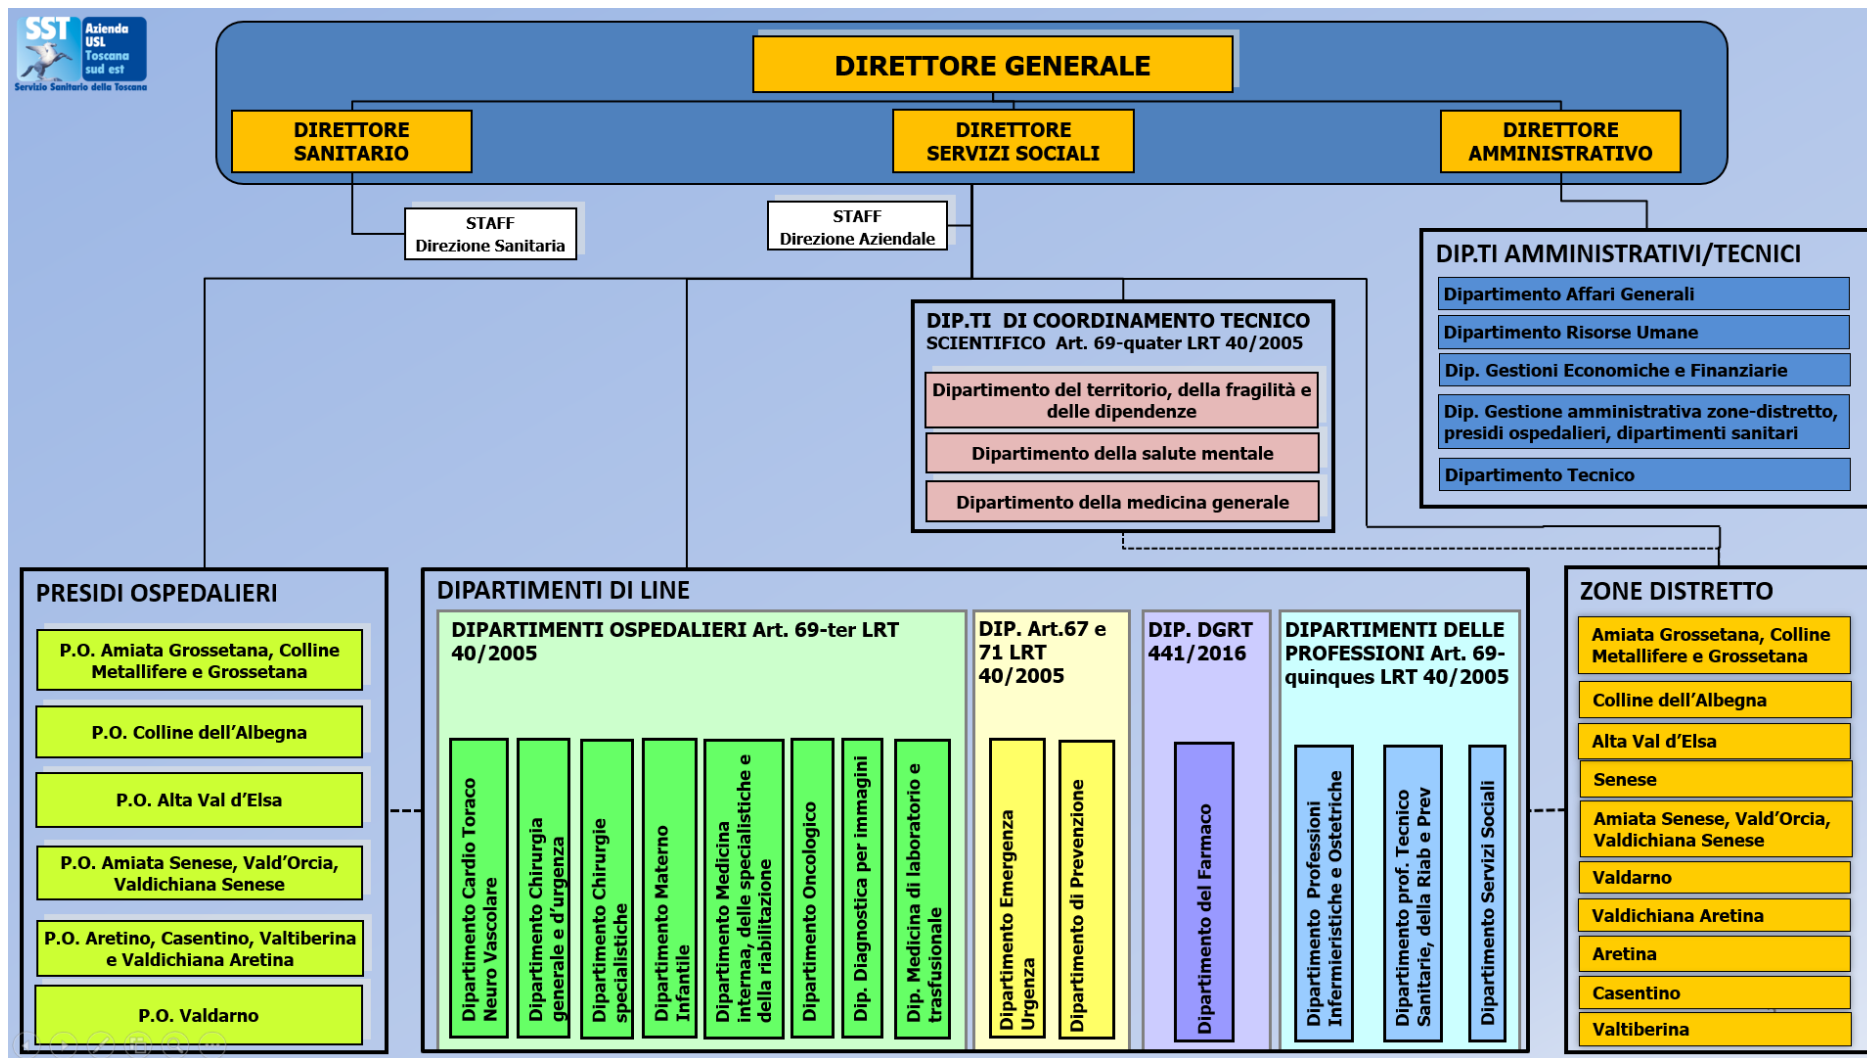 SST
Azienda
USL
Toscana
sud est
Servizio Sanitario della Toscana
DIRETTORE GENERALE
DIRETTORE
SANITARIO
DIRETTORE
SERVIZI SOCIALI
DIRETTORE
AMMINISTRATIVO
STAFF
Direzione Sanitaria
STAFF
Direzione Aziendale
DIP.TI AMMINISTRATIVI/TECNICI
Dipartimento Affari Generali
Dipartimento Risorse Umane
Dip. Gestioni Economiche e Finanziarie
Dip. Gestione amministrativa zone-distretto,
presidi ospedalieri, dipartimenti sanitari
Dipartimento Tecnico
DIP.TI DI COORDINAMENTO TECNICO
SCIENTIFICO Art. 69-quater LRT 40/2005
Dipartimento del territorio, della fragilità e
delle dipendenze
Dipartimento della salute mentale
Dipartimento della medicina generale
PRESIDI OSPEDALIERI
P.O. Amiata Grossetana, Colline
Metallifere e Grossetana
P.O. Colline dell’Albegna
P.O. Alta Val d’Elsa
P.O. Amiata Senese, Vald’Orcia,
Valdichiana Senese
P.O. Aretino, Casentino, Valtiberina
e Valdichiana Aretina
P.O. Valdarno
DIPARTIMENTI DI LINE
DIPARTIMENTI OSPEDALIERI Art. 69-ter LRT
40/2005
Dipartimento Cardio Toraco
Neuro Vascolare
Dipartimento Chirurgia
generale e d’urgenza
Dipartimento Chirurgie
specialistiche
Dipartimento Materno
Infantile
Dipartimento Medicina
internaa, delle specialistiche e
della riabilitazione
Dipartimento Oncologico
Dip. Diagnostica per immagini
Dip. Medicina di laboratorio e
trasfusionale
DIP. Art.67 e
71 LRT
40/2005
Dipartimento Emergenza
Urgenza
Dipartimento di Prevenzione
DIP. DGRT
441/2016
Dipartimento del Farmaco
DIPARTIMENTI DELLE
PROFESSIONI Art. 69-
quinques LRT 40/2005
Dipartimento Professioni
Infermieristiche e Ostetriche
Dipartimento prof. Tecnico
Sanitarie, della Riab e Prev
Dipartimento Servizi Sociali
ZONE DISTRETTO
Amiata Grossetana, Colline
Metallifere e Grossetana
Colline dell’Albegna
Alta Val d’Elsa
Senese
Amiata Senese, Vald’Orcia,
Valdichiana Senese
Valdarno
Valdichiana Aretina
Aretina
Casentino
Valtiberina